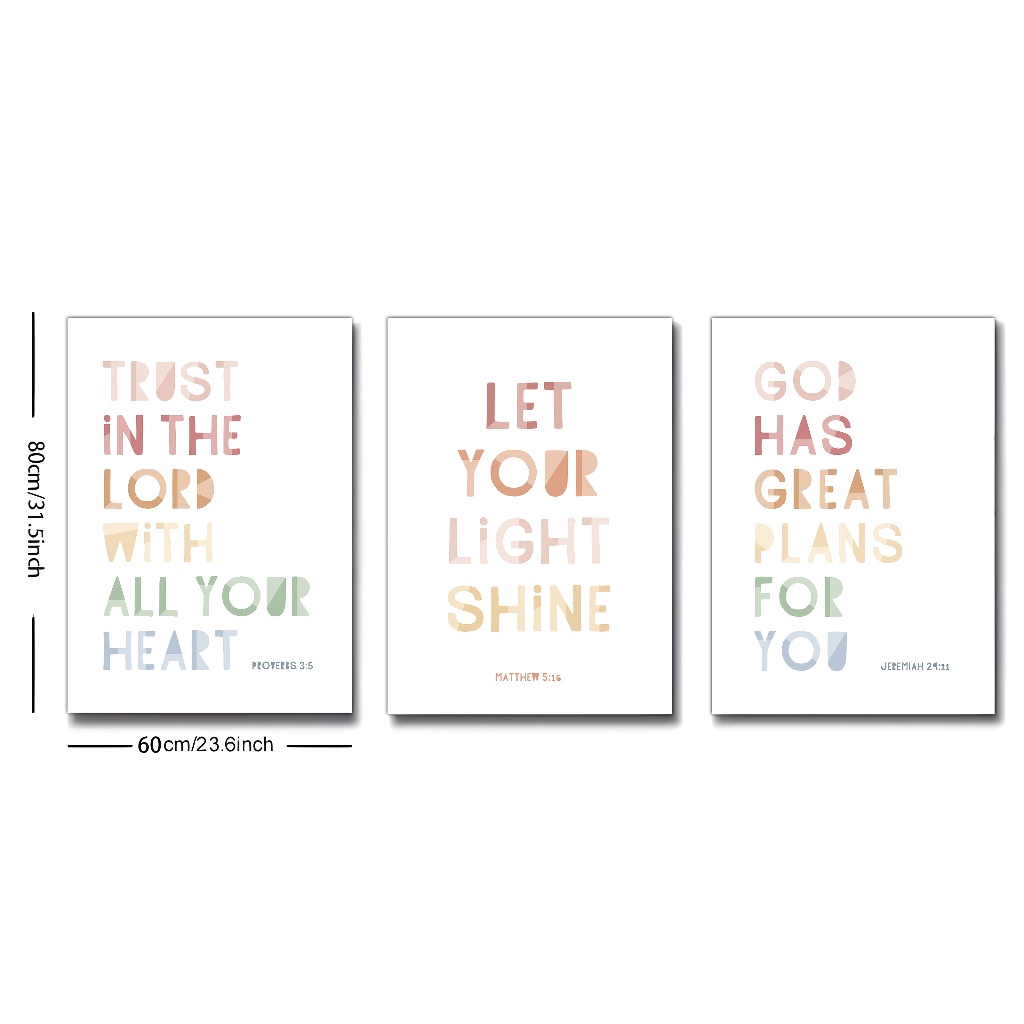 80cm/31.5inch
TRUST
iN THE
LORD
WiTH
ALL YOUR
HEART
PROVERBS 3:5
60cm/23.6inch
LET
YOUR
LiGHT
SHiNE
MATTHEW 5:16
GOD
HAS
GREAT
PLANS
FOR
YOU
JEREMIAH 29:11